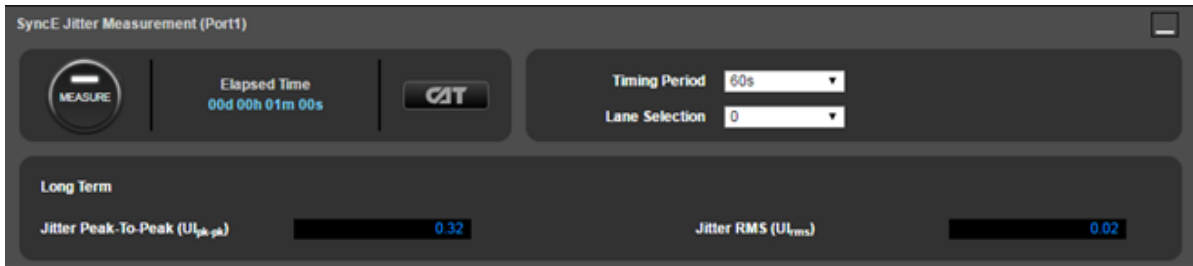 SyncE Jitter Measurement (Port1)
MEASURE
Elapsed Time
00d 00h 01m 00s
CAT
Timing Period 60s
Lane Selection 0
Long Term
Jitter Peak-To-Peak (UIpk-pk) 0.32 Jitter RMS (UIrms) 0.02